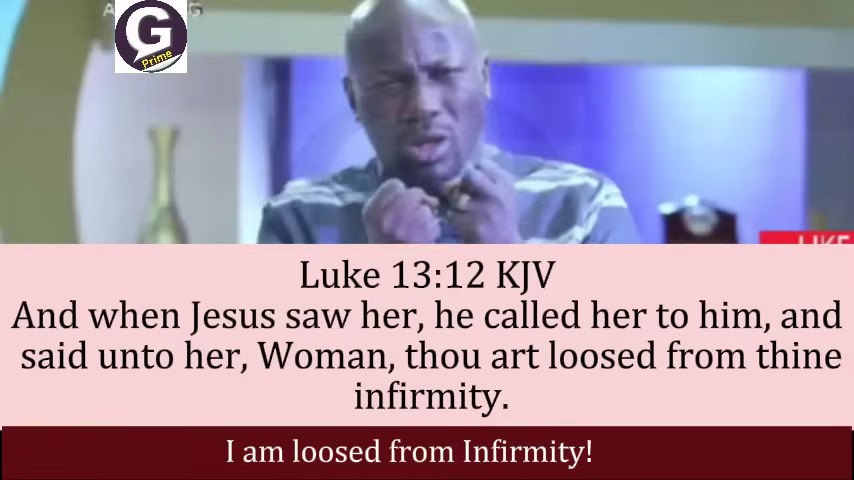 G
Prime
LIKE
Luke 13:12 KJV
And when Jesus saw her, he called her to him, and
said unto her, Woman, thou art loosed from thine
infirmity.
I am loosed from Infirmity!